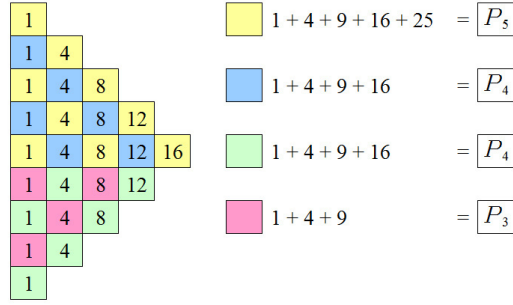 1 1 + 4 + 9 + 16 + 25 = P5
1 4
1 4 8 1 + 4 + 9 + 16 = P4
1 4 8 12
1 4 8 12 16 1 + 4 + 9 + 16 = P4
1 4 8 12
1 4 8 1 + 4 + 9 = P3
1 4
1